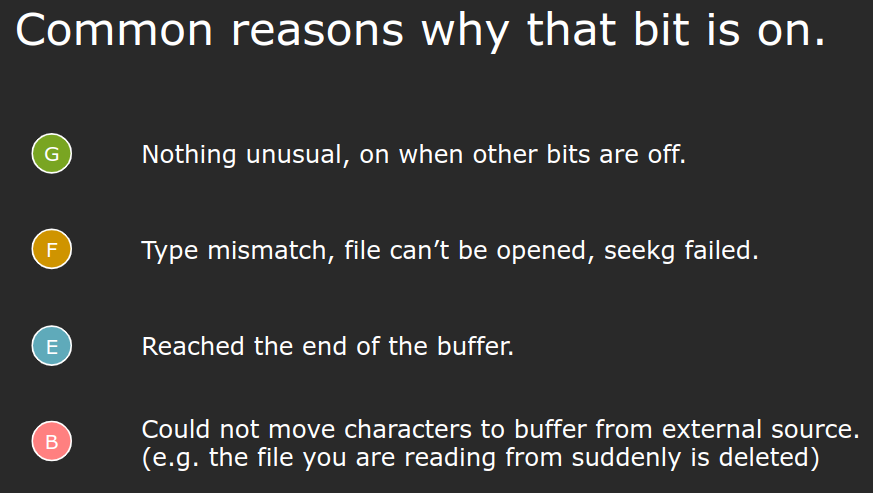 Common reasons why that bit is on.
G Nothing unusual, on when other bits are off.
F Type mismatch, file can’t be opened, seekg failed.
E Reached the end of the buffer.
B Could not move characters to buffer from external source.
(e.g. the file you are reading from suddenly is deleted)